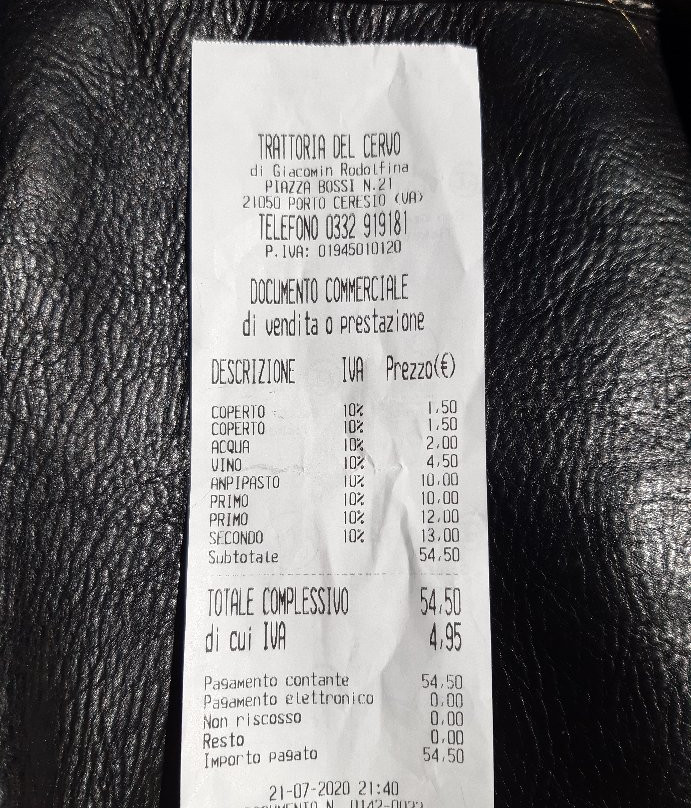 TRATTORIA DEL CERVO
di Giacomin Rodolfina
PIAZZA BOSSI N.21
21050 PORTO CERESIO (VA)
TELEFONO 0332 919181
P.IVA: 01945010120
DOCUMENTO COMMERCIALE
di vendita o prestazione
DESCRIZIONE IVA Prezzo(€)
COPERTO 10% 1,50
COPERTO 10% 1,50
ACQUA 10% 2,00
VINO 10% 4,50
ANPIPASTO 10% 10,00
PRIMO 10% 10,00
PRIMO 10% 12,00
SECONDO 10% 13,00
Subtotale 54,50
TOTALE COMPLESSIVO 54,50
di cui IVA 4,95
Pagamento contante 54,50
Pagamento elettronico 0,00
Non riscosso 0,00
Resto 0,00
Importo pagato 54,50
21-07-2020 21:40
DOCUMENTO N.